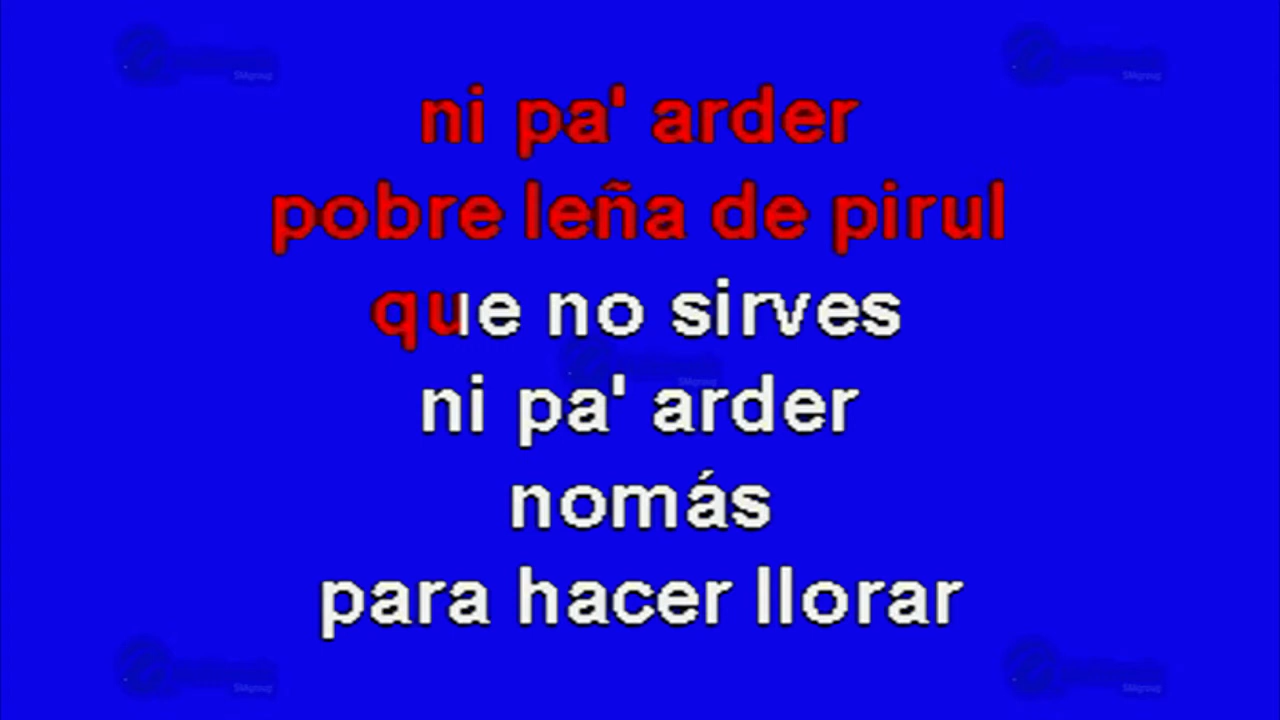 ni pa' arder
pobre leña de pirul
que no sirves
ni pa' arder
nomás
para hacer llorar